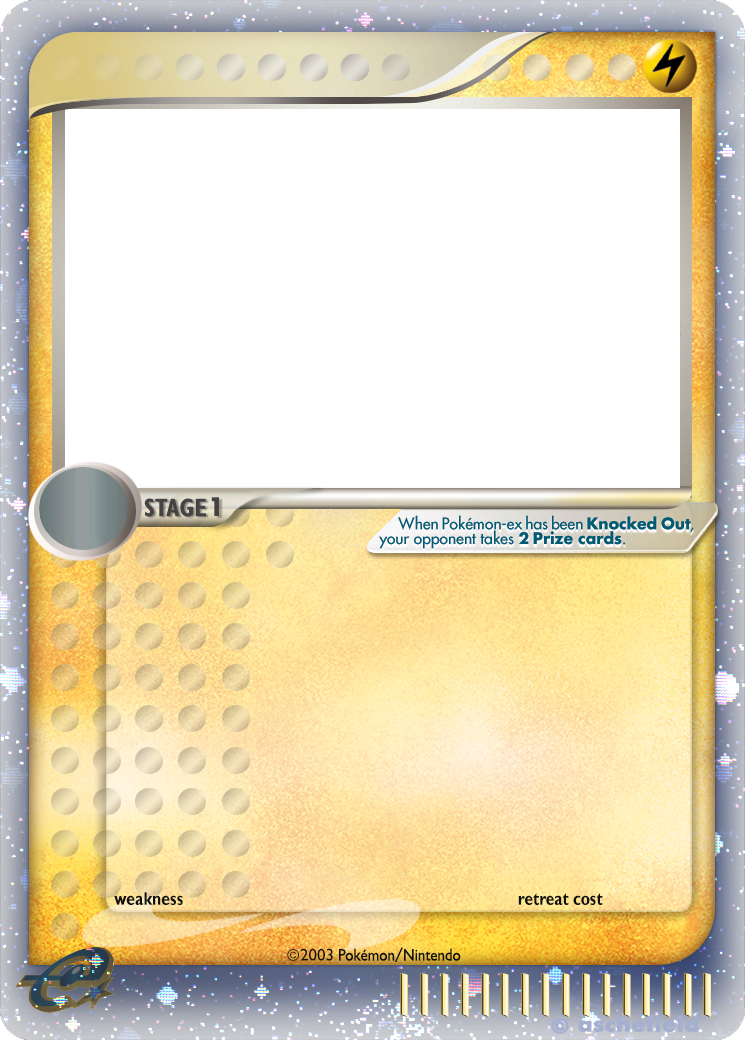 STAGE 1
When Pokémon-ex has been Knocked Out,
your opponent takes 2 Prize cards.
weakness
retreat cost
©2003 Pokémon/Nintendo
© aschefield